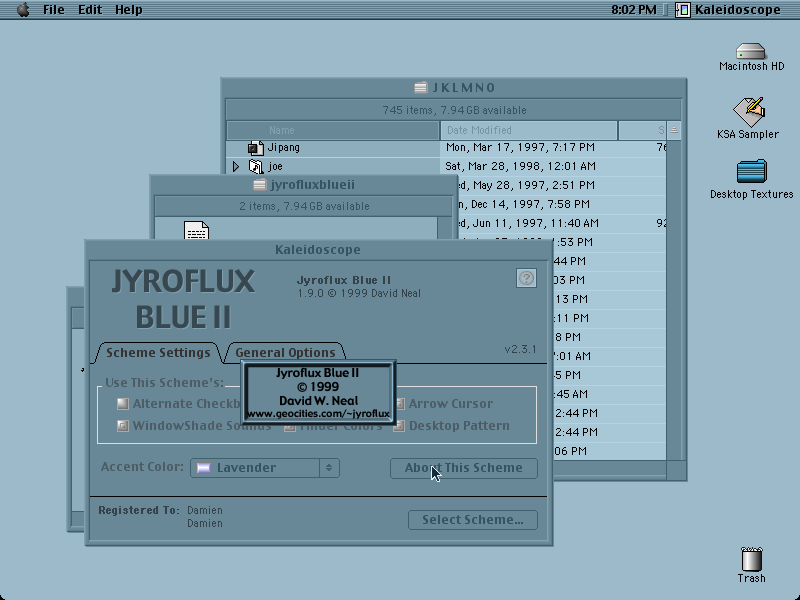 File Edit Help
8:02 PM Kaleidoscope
Macintosh HD
KSA Sampler
Desktop Textures
Trash
JKLMNO
745 items, 7.94 GB available
Name Date Modified S
Jipang Mon, Mar 17, 1997, 7:17 PM 76
joe Sat, Mar 28, 1998, 12:01 AM
ed, May 28, 1997, 2:51 PM
n, Dec 14, 1997, 7:58 PM
ed, Jun 11, 1997, 11:40 AM 92
:53 PM
44 PM
03 PM
13 PM
:11 PM
8 PM
7:01 AM
45 PM
:45 AM
2:44 PM
2:44 PM
:06 PM
jyrofluxblueii
2 items, 7.94 GB available
Kaleidoscope
JYROFLUX
BLUE II
Jyroflux Blue II
1.9.0 © 1999 David Neal
v2.3.1
Scheme Settings General Options
Use This Scheme's:
Alternate Checkb
Arrow Cursor
WindowShade Sounds Finder Colors Desktop Pattern
Jyroflux Blue II
© 1999
David W. Neal
www.geocities.com/~jyroflux
Accent Color: Lavender
About This Scheme
Registered To: Damien
Damien
Select Scheme...